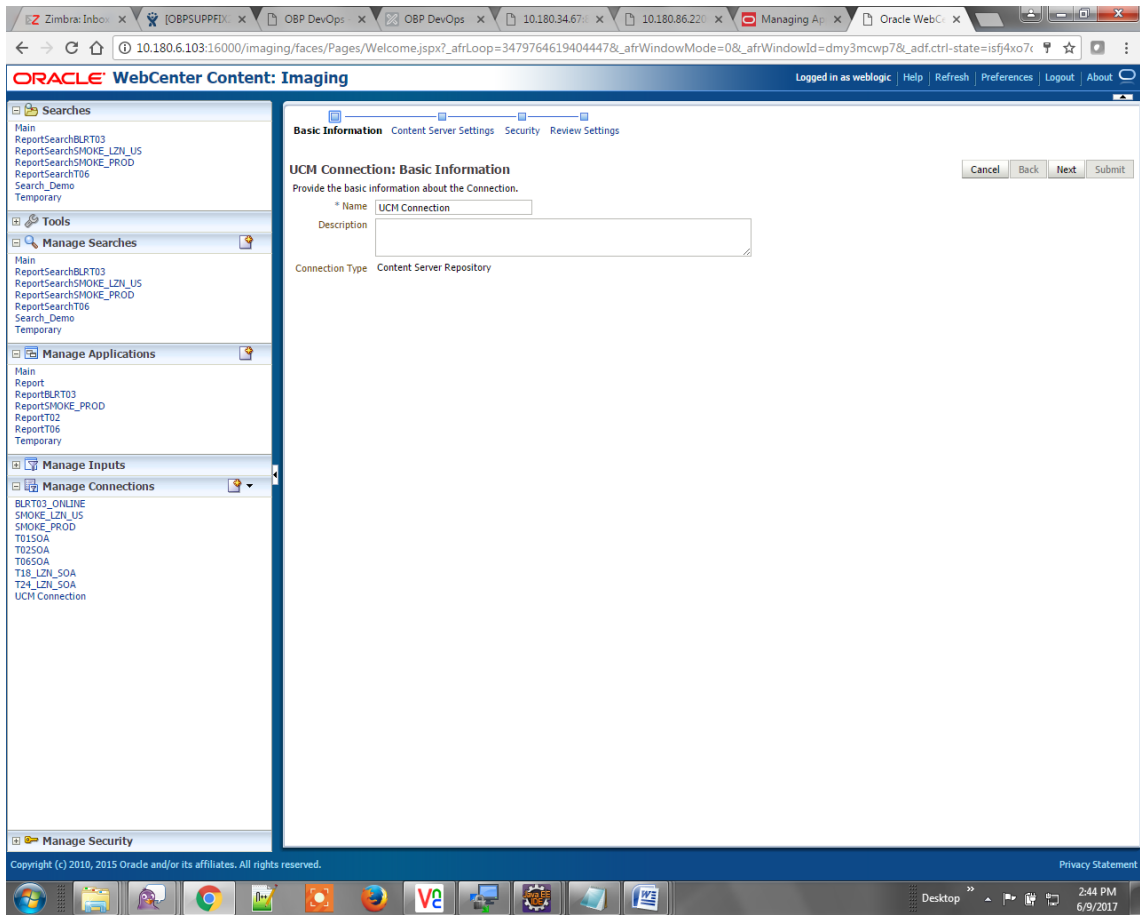 Zimbra: Inbox
[OBPSUPPFIX
OBP DevOps
OBP DevOps
10.180.34.67:
10.180.86.220
Managing Ap
Oracle WebCe
10.180.6.103:16000/imaging/faces/Pages/Welcome.jspx?_afrLoop=34797646194044​47&_afrWindowMode=0&_afrWindowId=dmy3mcwp7&_adf.ctrl-state=isfj4xo7c
ORACLE WebCenter Content: Imaging
Logged in as weblogic | Help | Refresh | Preferences | Logout | About
Searches
Main
ReportSearchBLRT03
ReportSearchSMOKE_LZN_US
ReportSearchSMOKE_PROD
ReportSearchT06
Search_Demo
Temporary
Tools
Manage Searches
Main
ReportSearchBLRT03
ReportSearchSMOKE_LZN_US
ReportSearchSMOKE_PROD
ReportSearchT06
Search_Demo
Temporary
Manage Applications
Main
Report
ReportBLRT03
ReportSMOKE_PROD
ReportT02
ReportT06
Temporary
Manage Inputs
Manage Connections
BLRT03_ONLINE
SMOKE_LZN_US
SMOKE_PROD
T01SOA
T02SOA
T06SOA
T18_LZN_SOA
T24_LZN_SOA
UCM Connection
Manage Security
Basic Information Content Server Settings Security Review Settings
UCM Connection: Basic Information
Cancel Back Next Submit
Provide the basic information about the Connection.
* Name UCM Connection
Description
Connection Type Content Server Repository
Copyright (c) 2010, 2015 Oracle and/or its affiliates. All rights reserved.
Privacy Statement
Desktop
2:44 PM
6/9/2017